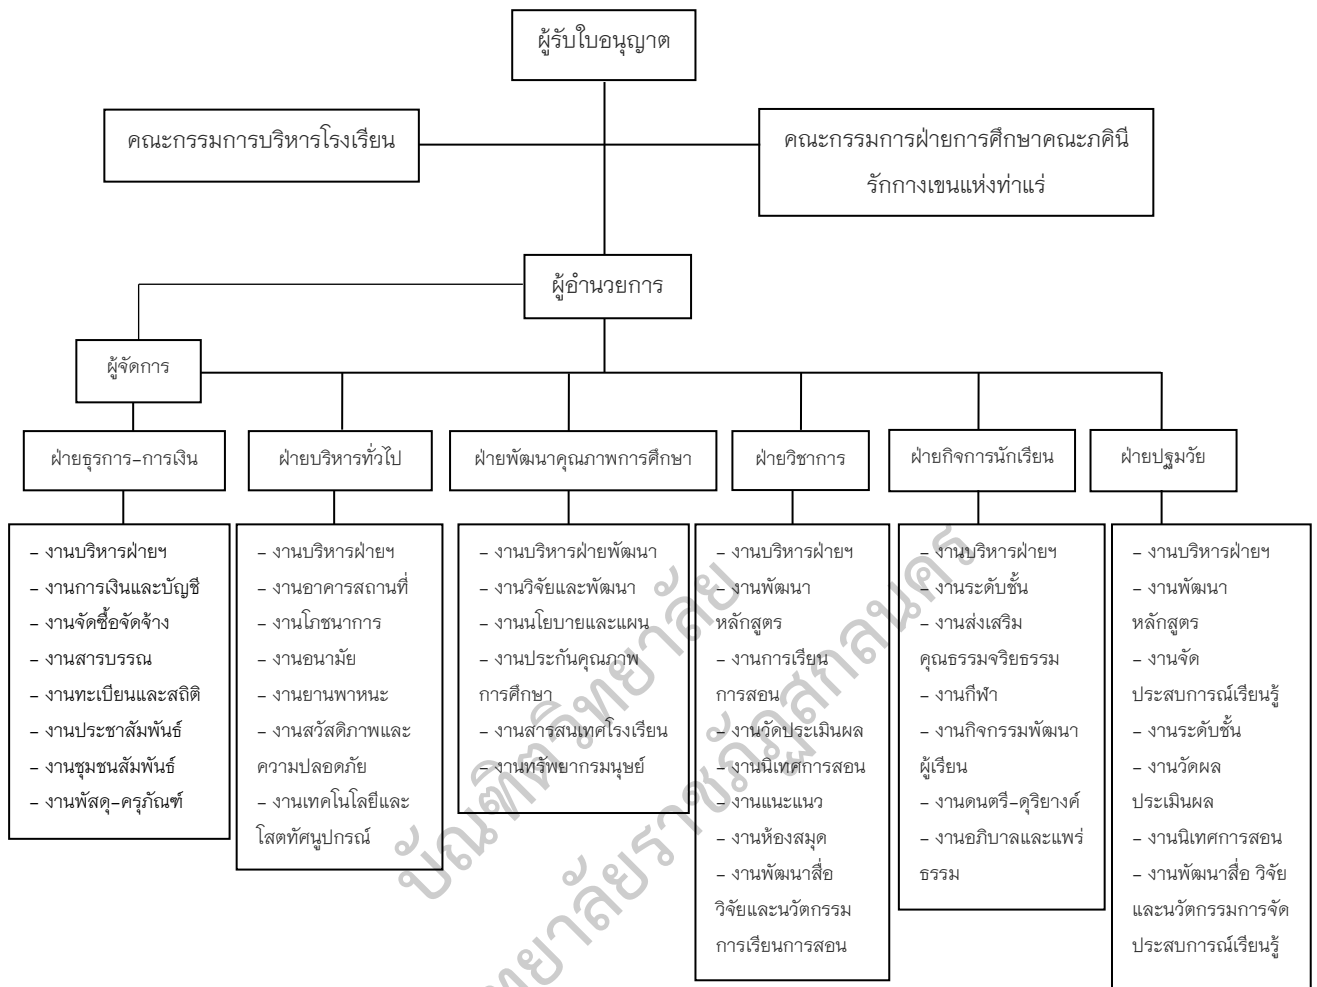 ผู้รับใบอนุญาต
คณะกรรมการบริหารโรงเรียน
คณะกรรมการฝ่ายการศึกษาคณะภคินี
รักกางเขนแห่งท่าแร่
ผู้อำนวยการ
ผู้จัดการ
ฝ่ายธุรการ-การเงิน
ฝ่ายบริหารทั่วไป
ฝ่ายพัฒนาคุณภาพการศึกษา
ฝ่ายวิชาการ
ฝ่ายกิจการนักเรียน
ฝ่ายปฐมวัย
- งานบริหารฝ่ายฯ
- งานการเงินและบัญชี
- งานจัดซื้อจัดจ้าง
- งานสารบรรณ
- งานทะเบียนและสถิติ
- งานประชาสัมพันธ์
- งานชุมชนสัมพันธ์
- งานพัสดุ-ครุภัณฑ์
- งานบริหารฝ่ายฯ
- งานอาคารสถานที่
- งานโภชนาการ
- งานอนามัย
- งานยานพาหนะ
- งานสวัสดิภาพและ
ความปลอดภัย
- งานเทคโนโลยีและ
โสตทัศนูปกรณ์
- งานบริหารฝ่ายพัฒนา
- งานวิจัยและพัฒนา
- งานนโยบายและแผน
- งานประกันคุณภาพ
การศึกษา
- งานสารสนเทศโรงเรียน
- งานทรัพยากรมนุษย์
- งานบริหารฝ่ายฯ
- งานพัฒนา
หลักสูตร
- งานการเรียน
การสอน
- งานวัดประเมินผล
- งานนิเทศการสอน
- งานแนะแนว
- งานห้องสมุด
- งานพัฒนาสื่อ
วิจัยและนวัตกรรม
การเรียนการสอน
- งานบริหารฝ่ายฯ
- งานระดับชั้น
- งานส่งเสริม
คุณธรรมจริยธรรม
- งานกีฬา
- งานกิจกรรมพัฒนา
ผู้เรียน
- งานดนตรี-ดุริยางค์
- งานอภิบาลและแพร่
ธรรม
- งานบริหารฝ่ายฯ
- งานพัฒนา
หลักสูตร
- งานจัด
ประสบการณ์เรียนรู้
- งานระดับชั้น
- งานวัดผล
ประเมินผล
- งานนิเทศการสอน
- งานพัฒนาสื่อ วิจัย
และนวัตกรรมการจัด
ประสบการณ์เรียนรู้
บัณฑิตวิทยาลัย
ทยาลัยราชภัฏสกลนคร